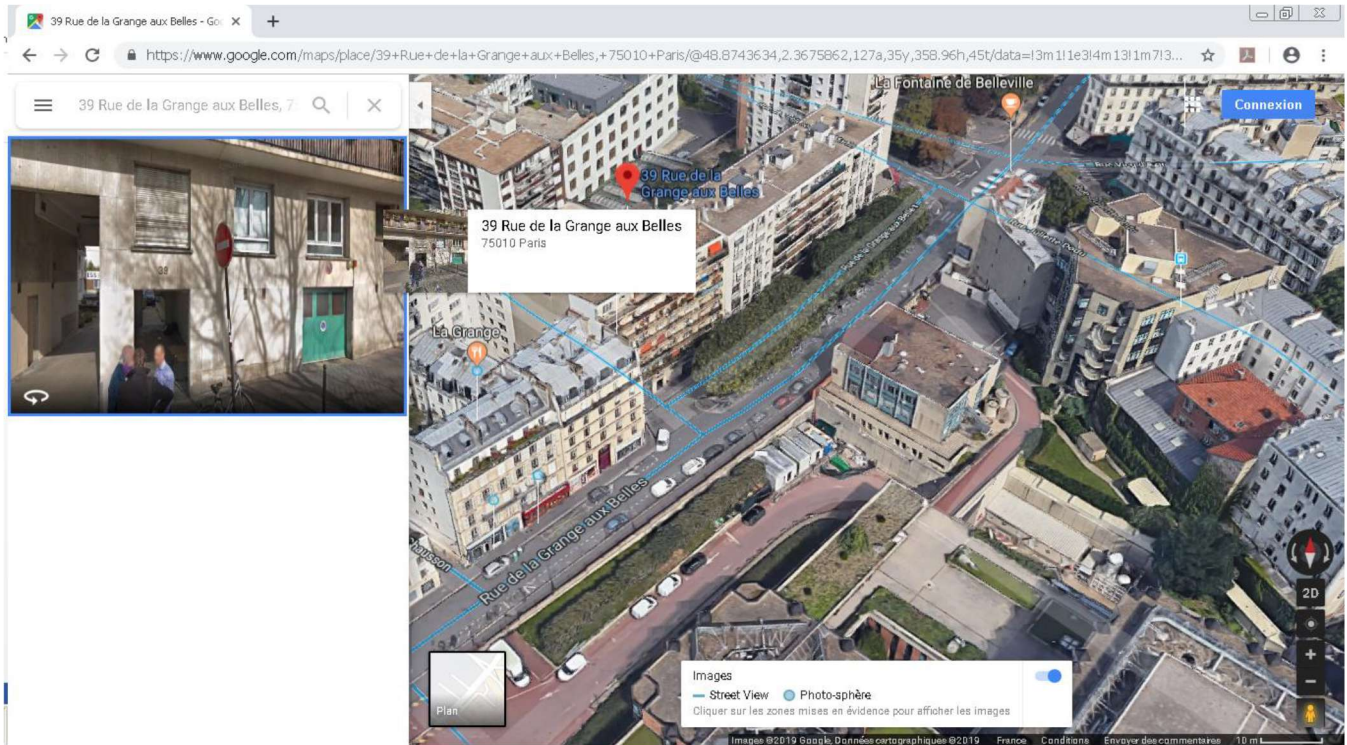 39 Rue de la Grange aux Belles - Goo
https://www.google.com/maps/place/39+Rue+de+la+Grange+aux+Belles,+75010+Paris/@48.8743634,2.3675862,127a,35y,358.96h,45t/data=!3m1!1e3!4m13!1m7!3...
39 Rue de la Grange aux Belles, 7
La Fontaine de Belleville
Connexion
39 Rue de la
Grange aux Belles
39 Rue de la Grange aux Belles
75010 Paris
39
Rue de la Grange aux Belles
Rue Juliette Dodu
La Grange
Rue de la Grange aux Belles
2D
Plan
Images
Street View Photo-sphère
Cliquer sur les zones mises en évidence pour afficher les images
Images ©2019 Google, Données cartographiques ©2019 France Conditions Envoyer des commentaires 10 m